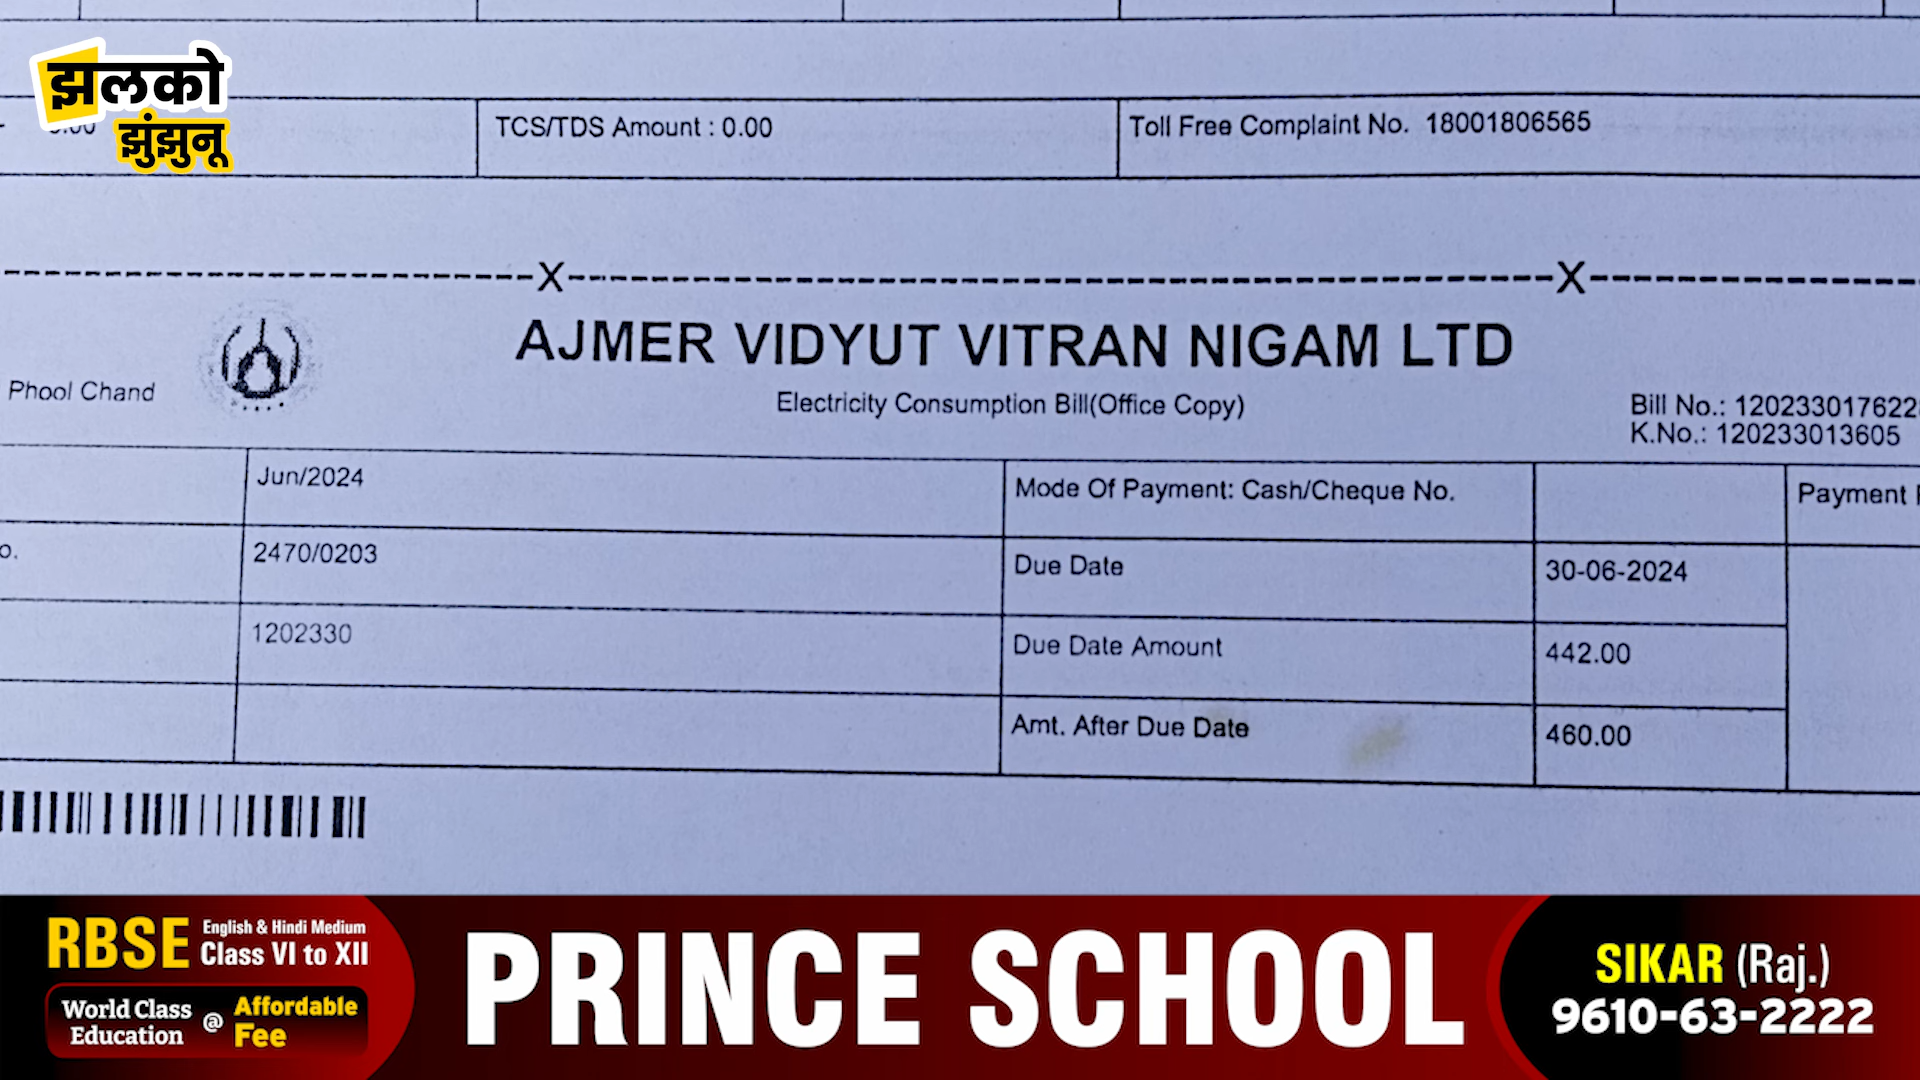 झलको
झुंझुनू
TCS/TDS Amount : 0.00
Toll Free Complaint No. 18001806565
X X
AJMER VIDYUT VITRAN NIGAM LTD
Phool Chand
Electricity Consumption Bill(Office Copy)
Bill No.: 120233017622
K.No.: 120233013605
Jun/2024
Mode Of Payment: Cash/Cheque No.
Payment
o.
2470/0203
Due Date
30-06-2024
1202330
Due Date Amount
442.00
Amt. After Due Date
460.00
RBSE
English & Hindi Medium
Class VI to XII
World Class
Education
@
Affordable
Fee
PRINCE SCHOOL
SIKAR (Raj.)
9610-63-2222